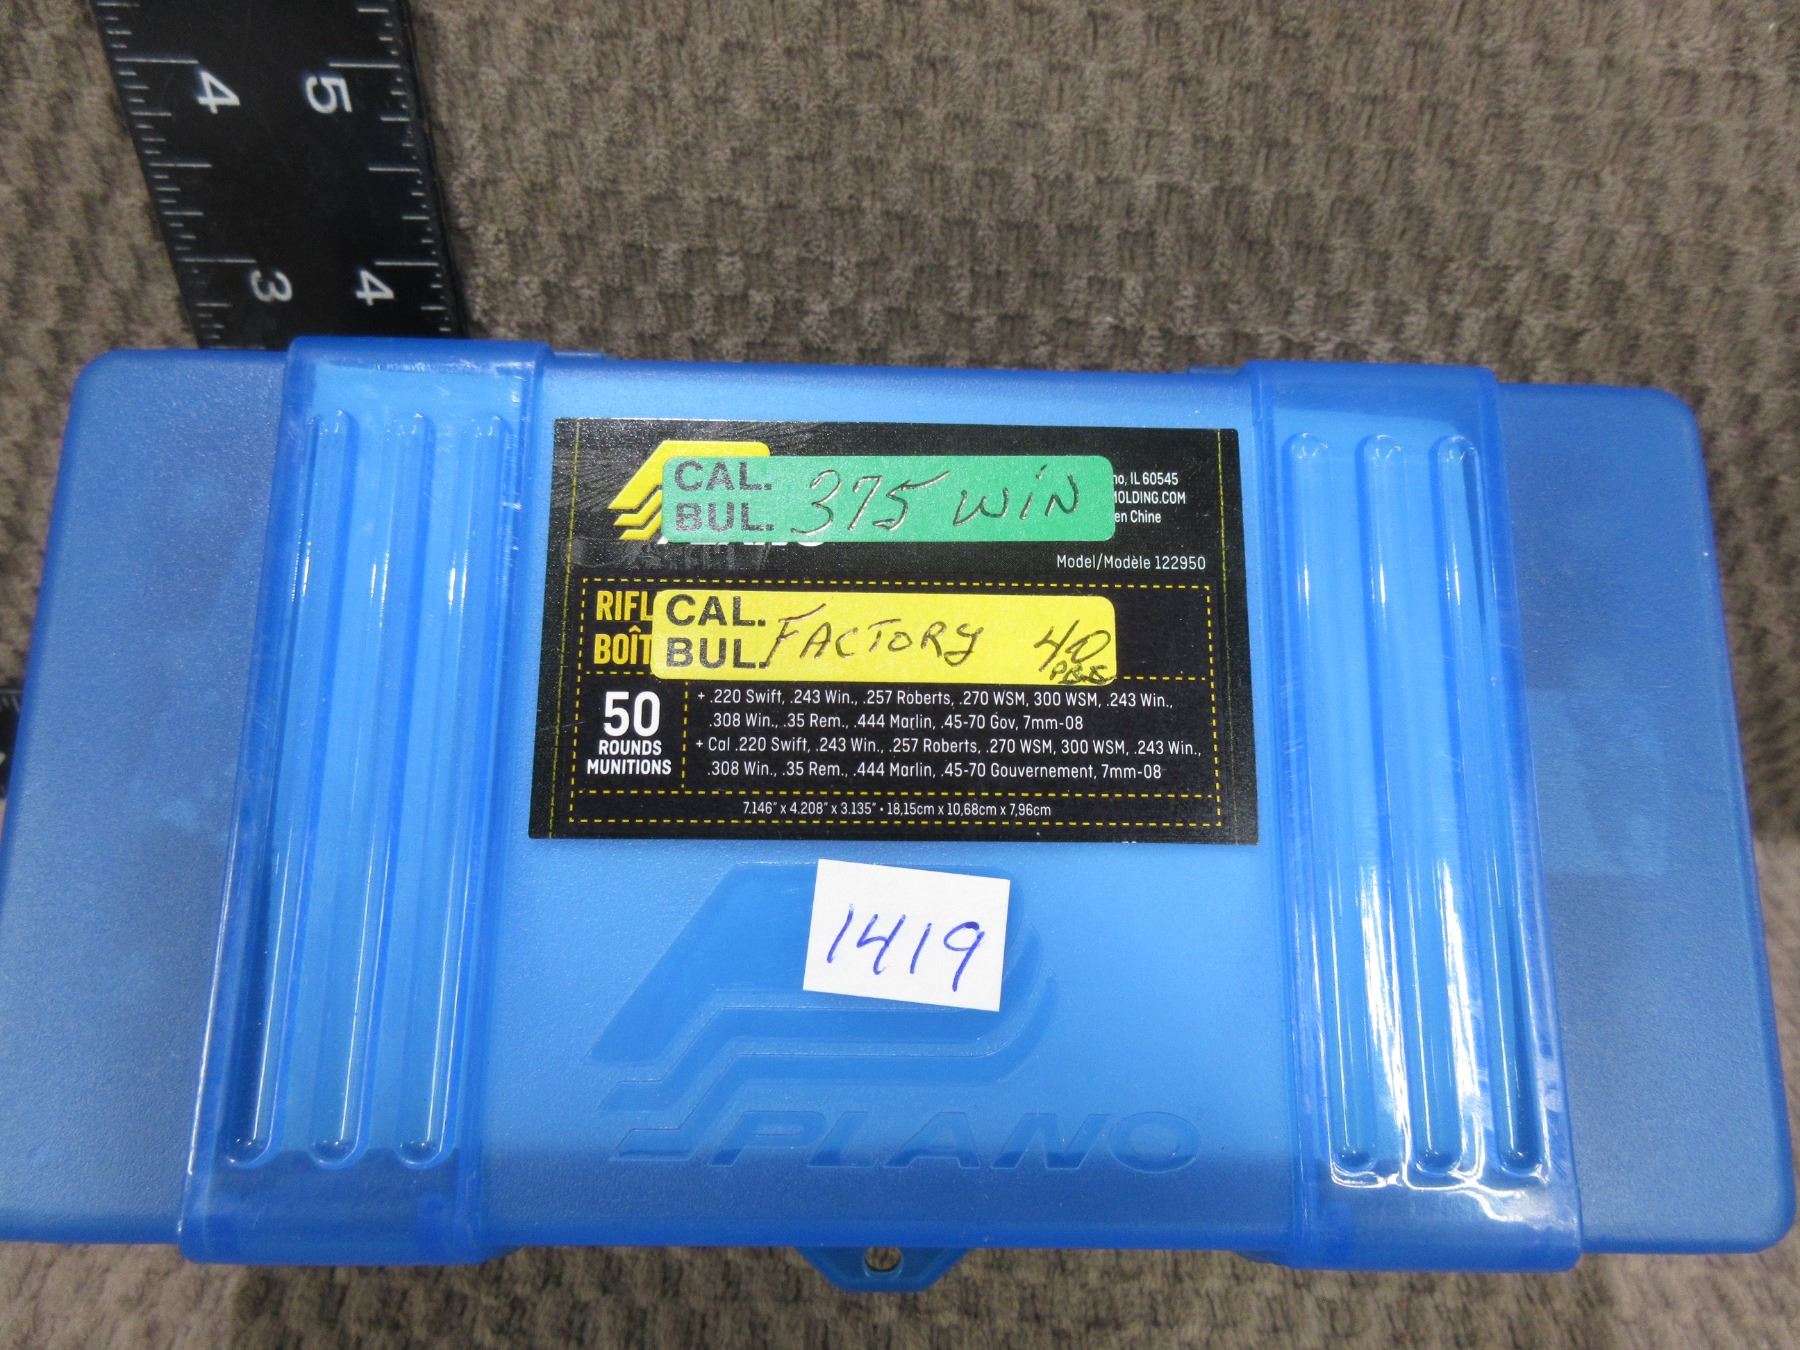 4 5
3 4
CAL. BUL. 375 WIN
no, IL 60545
MOLDING.COM
en Chine
PLANO
Model/Modèle 122950
RIFL
BOÎT
CAL. BUL. FACTORY 40
50 ROUNDS MUNITIONS
+ .220 Swift, .243 Win., .257 Roberts, .270 WSM, 300 WSM, .243 Win.,
.308 Win., .35 Rem., .444 Marlin, .45-70 Gov, 7mm-08
+ Cal .220 Swift, .243 Win., .257 Roberts, .270 WSM, 300 WSM, .243 Win.,
.308 Win., .35 Rem., .444 Marlin, .45-70 Gouvernement, 7mm-08
7.146" x 4.208" x 3.135" • 18,15cm x 10,68cm x 7,96cm
1419
PLANO